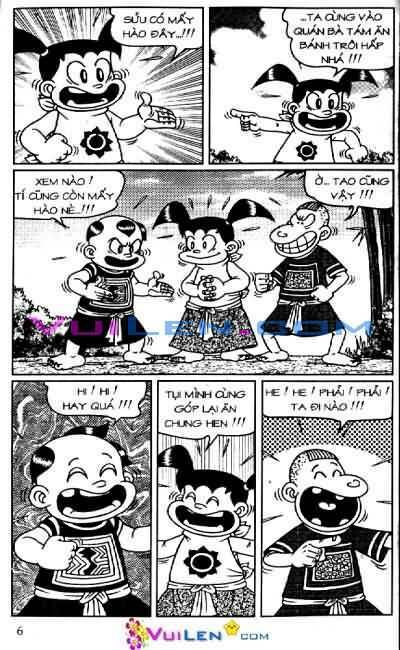 SỬU CÓ MẤY
HÀO ĐÂY...!!!
...TA CÙNG VÀO
QUÁN BÀ TÁM ĂN
BÁNH TRÔI HẤP
NHÁ !!!
XEM NÀO !
TÍ CŨNG CÒN MẤY
HÀO NÈ...!!!
Ờ... TAO CŨNG
VẬY !!!
VUILEN.COM
HI ! HI !
HAY QUÁ !!!
TỤI MÌNH CÙNG
GÓP LẠI ĂN
CHUNG HEN !!!
HE ! HE ! PHẢI ! PHẢI !
TA ĐI NÀO !!!
6
VUILEN.COM